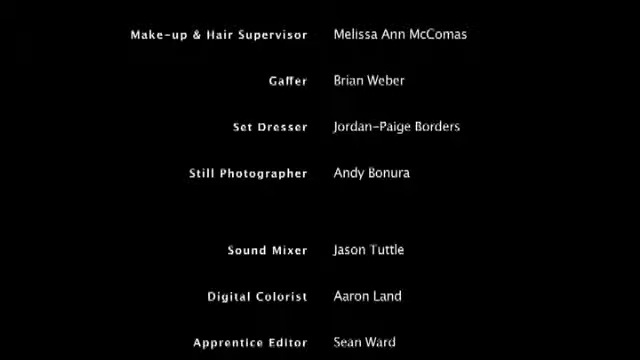 Make-up & Hair Supervisor Melissa Ann McComas
Gaffer Brian Weber
Set Dresser Jordan-Paige Borders
Still Photographer Andy Bonura
Sound Mixer Jason Tuttle
Digital Colorist Aaron Land
Apprentice Editor Sean Ward